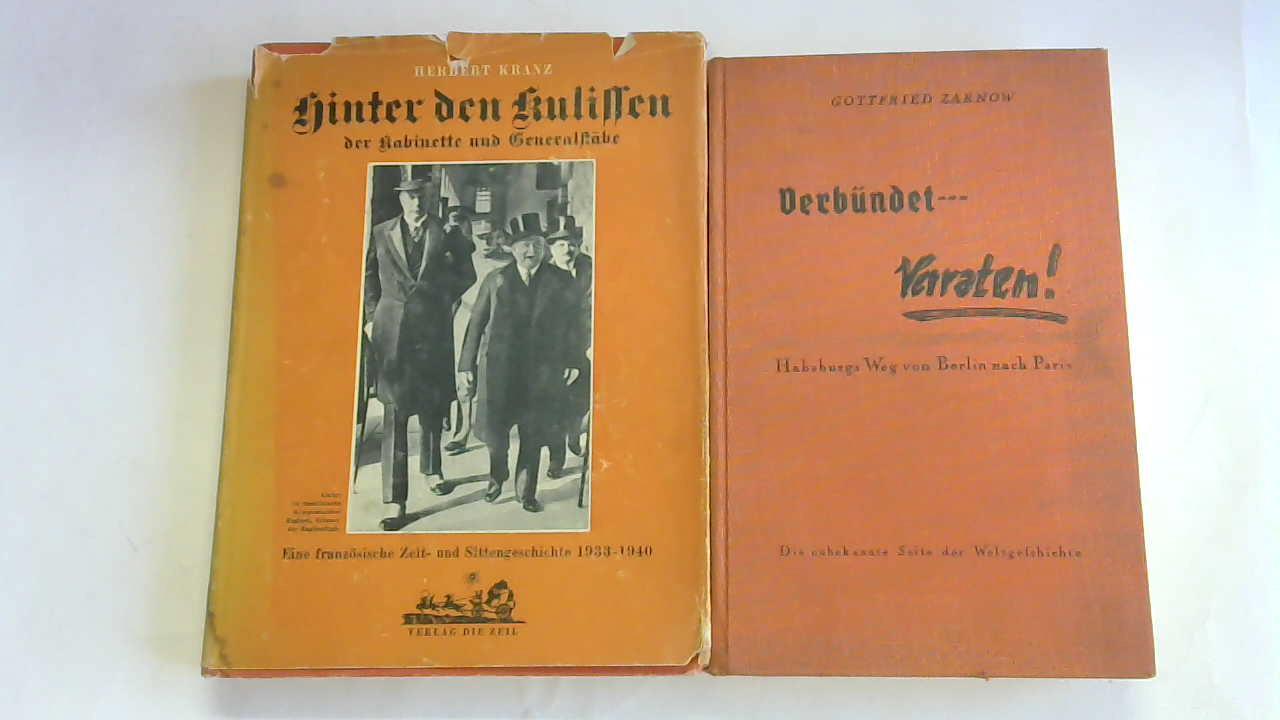 HERBERT KRANZ
Hinter den Kulissen
der Kabinette und Generalstäbe
Eine französische Zeit- und Sittengeschichte 1933-1940
VERLAG DIE ZEIL
GOTTFRIED ZARNOW
Verbündet---
Verraten!
Habsburgs Weg von Berlin nach Paris
Die unbekannte Seite der Weltgeschichte